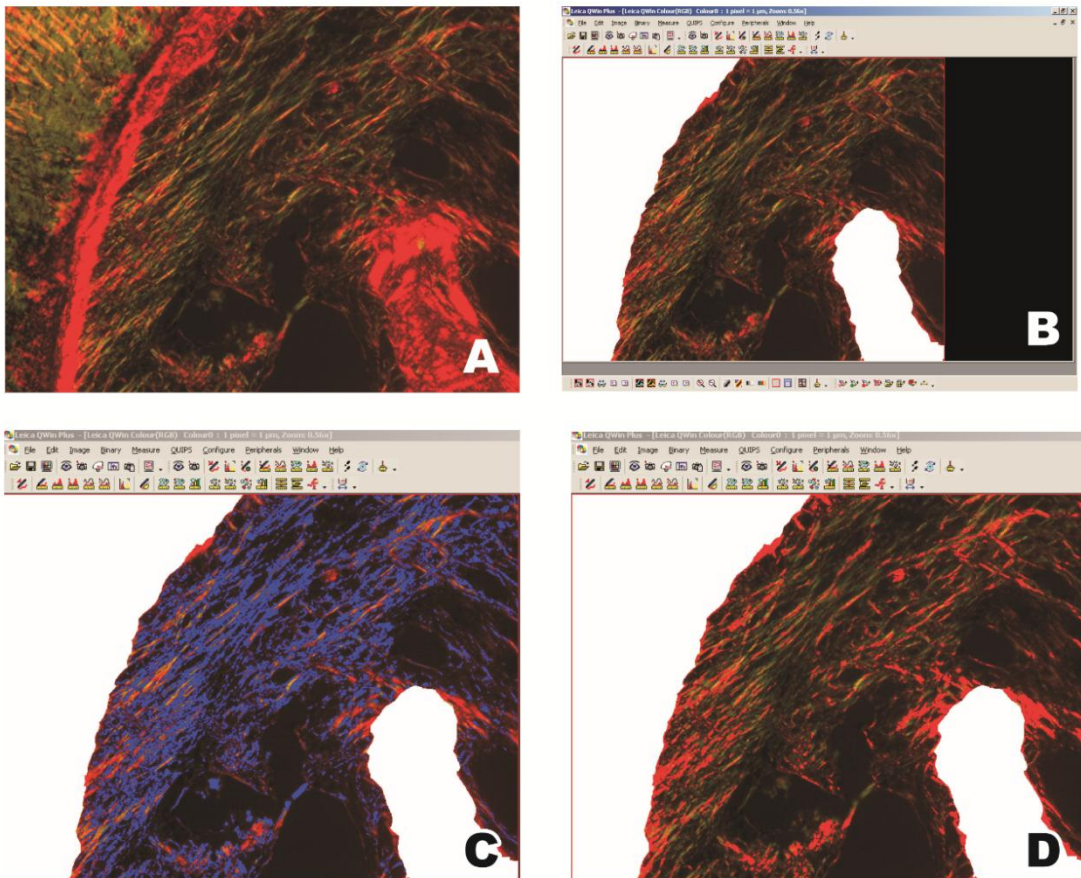 A
Leica QWin Plus - [Leica QWin Colour(RGB) Colour0 : 1 pixel = 1 µm, Zoom: 0.56x]
File Edit Image Binary Measure QUIPS Configure Peripherals Window Help
B
Leica QWin Plus - [Leica QWin Colour(RGB) Colour0 : 1 pixel = 1 µm, Zoom: 0.56x]
File Edit Image Binary Measure QUIPS Configure Peripherals Window Help
C
Leica QWin Plus - [Leica QWin Colour(RGB) Colour0 : 1 pixel = 1 µm, Zoom: 0.56x]
File Edit Image Binary Measure QUIPS Configure Peripherals Window Help
D